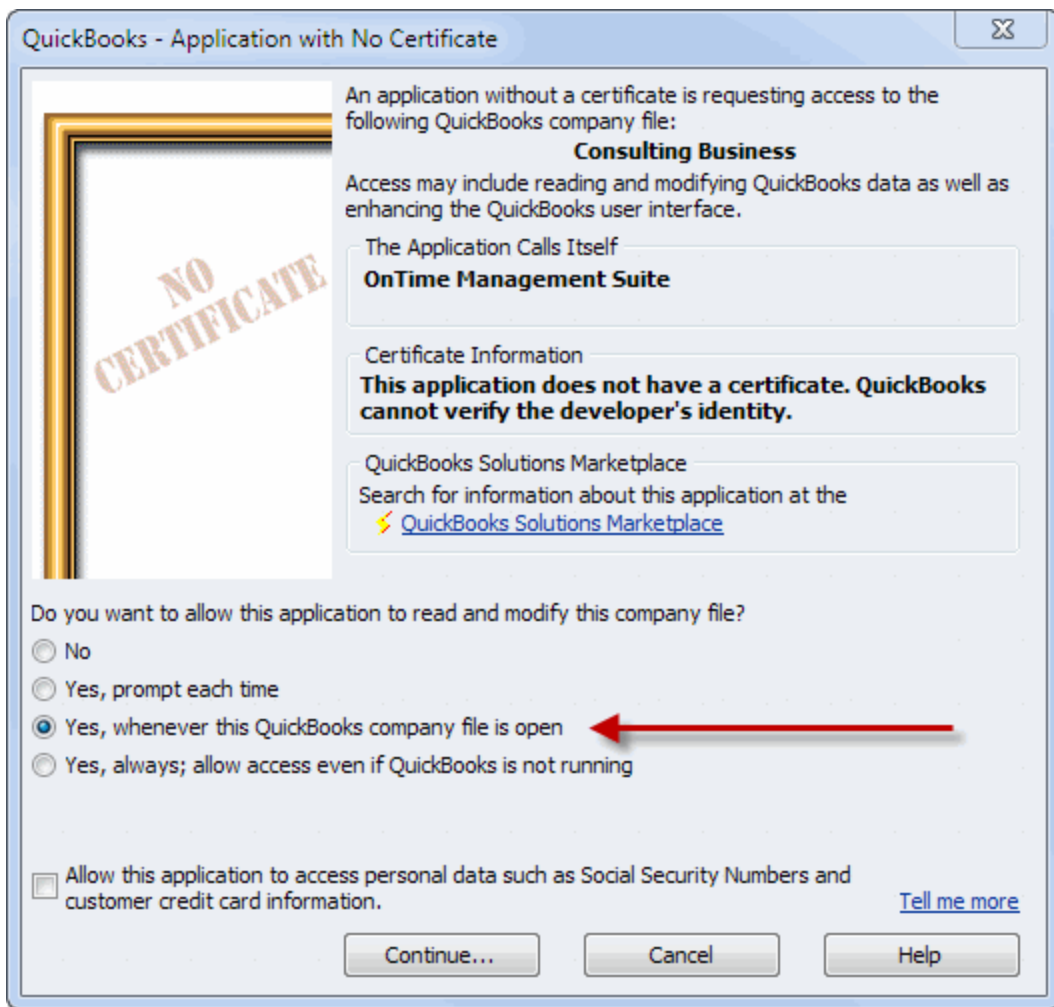 QuickBooks - Application with No Certificate
An application without a certificate is requesting access to the
following QuickBooks company file:
Consulting Business
Access may include reading and modifying QuickBooks data as well as
enhancing the QuickBooks user interface.
NO
CERTIFICATE
The Application Calls Itself
OnTime Management Suite
Certificate Information
This application does not have a certificate. QuickBooks
cannot verify the developer's identity.
QuickBooks Solutions Marketplace
Search for information about this application at the
QuickBooks Solutions Marketplace
Do you want to allow this application to read and modify this company file?
No
Yes, prompt each time
Yes, whenever this QuickBooks company file is open
Yes, always; allow access even if QuickBooks is not running
Allow this application to access personal data such as Social Security Numbers and
customer credit card information.
Tell me more
Continue...
Cancel
Help